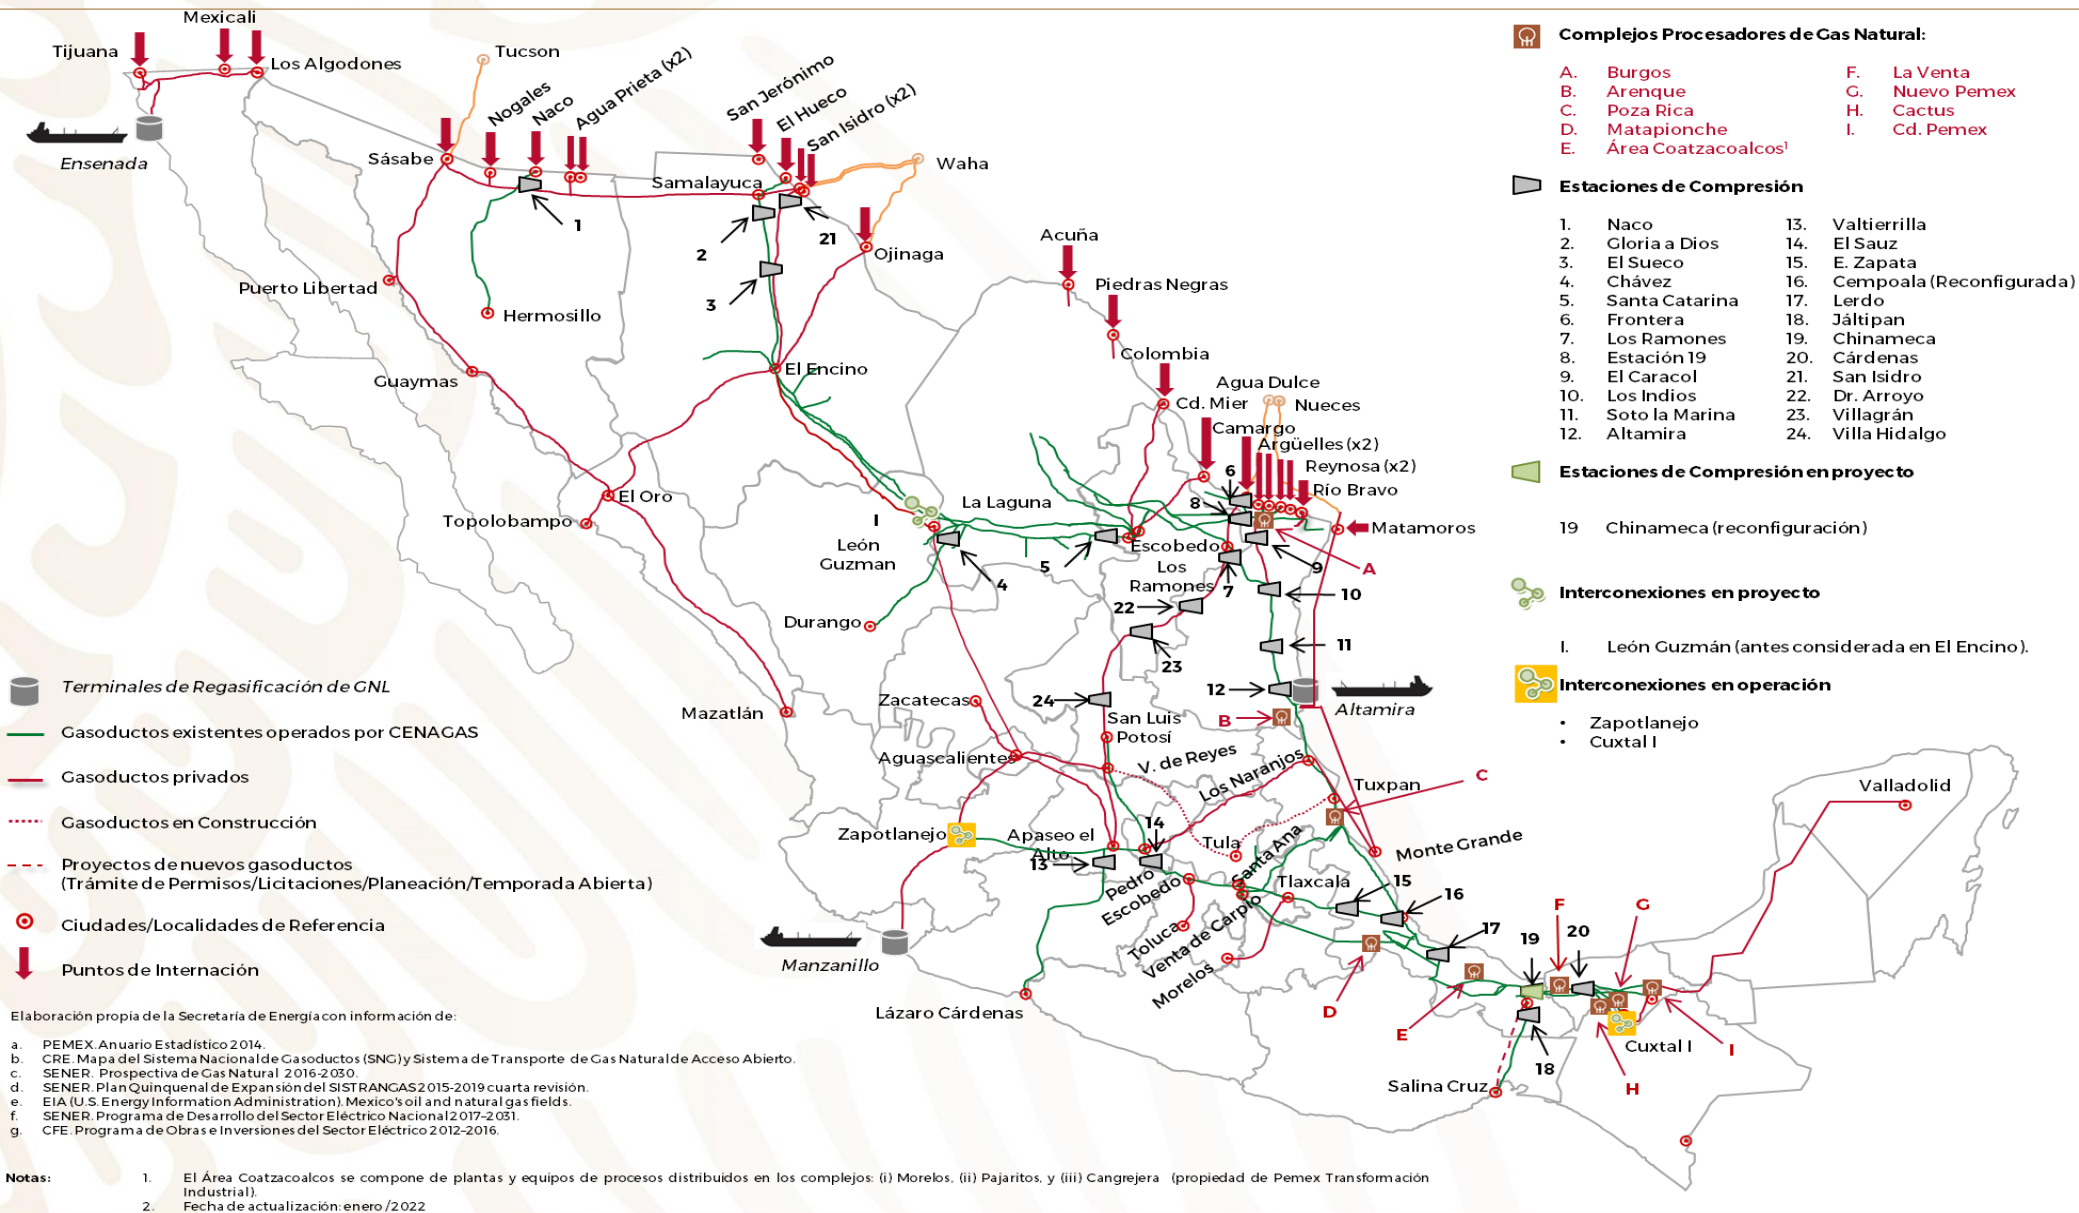 Mexicali
Tijuana
Los Algodones
Ensenada
Tucson
Nogales
Naco
Agua Prieta (x2)
Sásabe
San Jerónimo
El Hueco
San Isidro (x2)
Waha
Samalayuca
1
2
21
3
Ojinaga
Puerto Libertad
Hermosillo
Guaymas
El Encino
Acuña
Piedras Negras
Colombia
Agua Dulce
Nueces
Cd. Mier
Camargo
Argüelles (x2)
Reynosa (x2)
Río Bravo
6
8
Matamoros
El Oro
Topolobampo
La Laguna
I
León
Guzman
4
5
Escobedo
Los
Ramones
7
9
A
10
22
23
11
Durango
12
Altamira
B
Mazatlán
Zacatecas
24
San Luis
Potosí
Aguascalientes
V. de Reyes
Los Naranjos
Tuxpan
C
Zapotlanejo
Apaseo el
Alto
13
14
Tula
Santa Ana
Monte Grande
Pedro
Escobedo
Tlaxcala
15
16
Toluca
Venta de Carpio
Morelos
17
Manzanillo
Lázaro Cárdenas
D
E
19
F
20
G
Valladolid
18
Cuxtal I
H
I
Salina Cruz
Terminales de Regasificación de GNL
Gasoductos existentes operados por CENAGAS
Gasoductos privados
Gasoductos en Construcción
Proyectos de nuevos gasoductos
(Trámite de Permisos/Licitaciones/Planeación/Temporada Abierta)
Ciudades/Localidades de Referencia
Puntos de Internación
Complejos Procesadores de Gas Natural:
A. Burgos
B. Arenque
C. Poza Rica
D. Matapionche
E. Área Coatzacoalcos¹
F. La Venta
G. Nuevo Pemex
H. Cactus
I. Cd. Pemex
Estaciones de Compresión
1. Naco
2. Gloria a Dios
3. El Sueco
4. Chávez
5. Santa Catarina
6. Frontera
7. Los Ramones
8. Estación 19
9. El Caracol
10. Los Indios
11. Soto la Marina
12. Altamira
13. Valtierrilla
14. El Sauz
15. E. Zapata
16. Cempoala (Reconfigurada)
17. Lerdo
18. Jáltipan
19. Chinameca
20. Cárdenas
21. San Isidro
22. Dr. Arroyo
23. Villagrán
24. Villa Hidalgo
Estaciones de Compresión en proyecto
19 Chinameca (reconfiguración)
Interconexiones en proyecto
I. León Guzmán (antes considerada en El Encino).
Interconexiones en operación
• Zapotlanejo
• Cuxtal I
Elaboración propia de la Secretaría de Energía con información de:
a. PEMEX. Anuario Estadístico 2014.
b. CRE. Mapa del Sistema Nacional de Gasoductos (SNG) y Sistema de Transporte de Gas Natural de Acceso Abierto.
c. SENER. Prospectiva de Gas Natural 2016-2030.
d. SENER. Plan Quinquenal de Expansión del SISTRANGAS 2015-2019 cuarta revisión.
e. EIA (U.S. Energy Information Administration). Mexico's oil and natural gas fields.
f. SENER. Programa de Desarrollo del Sector Eléctrico Nacional 2017–2031.
g. CFE. Programa de Obras e Inversiones del Sector Eléctrico 2012–2016.
Notas:
1. El Área Coatzacoalcos se compone de plantas y equipos de procesos distribuidos en los complejos: (i) Morelos, (ii) Pajaritos, y (iii) Cangrejera (propiedad de Pemex Transformación
Industrial).
2. Fecha de actualización: enero /2022